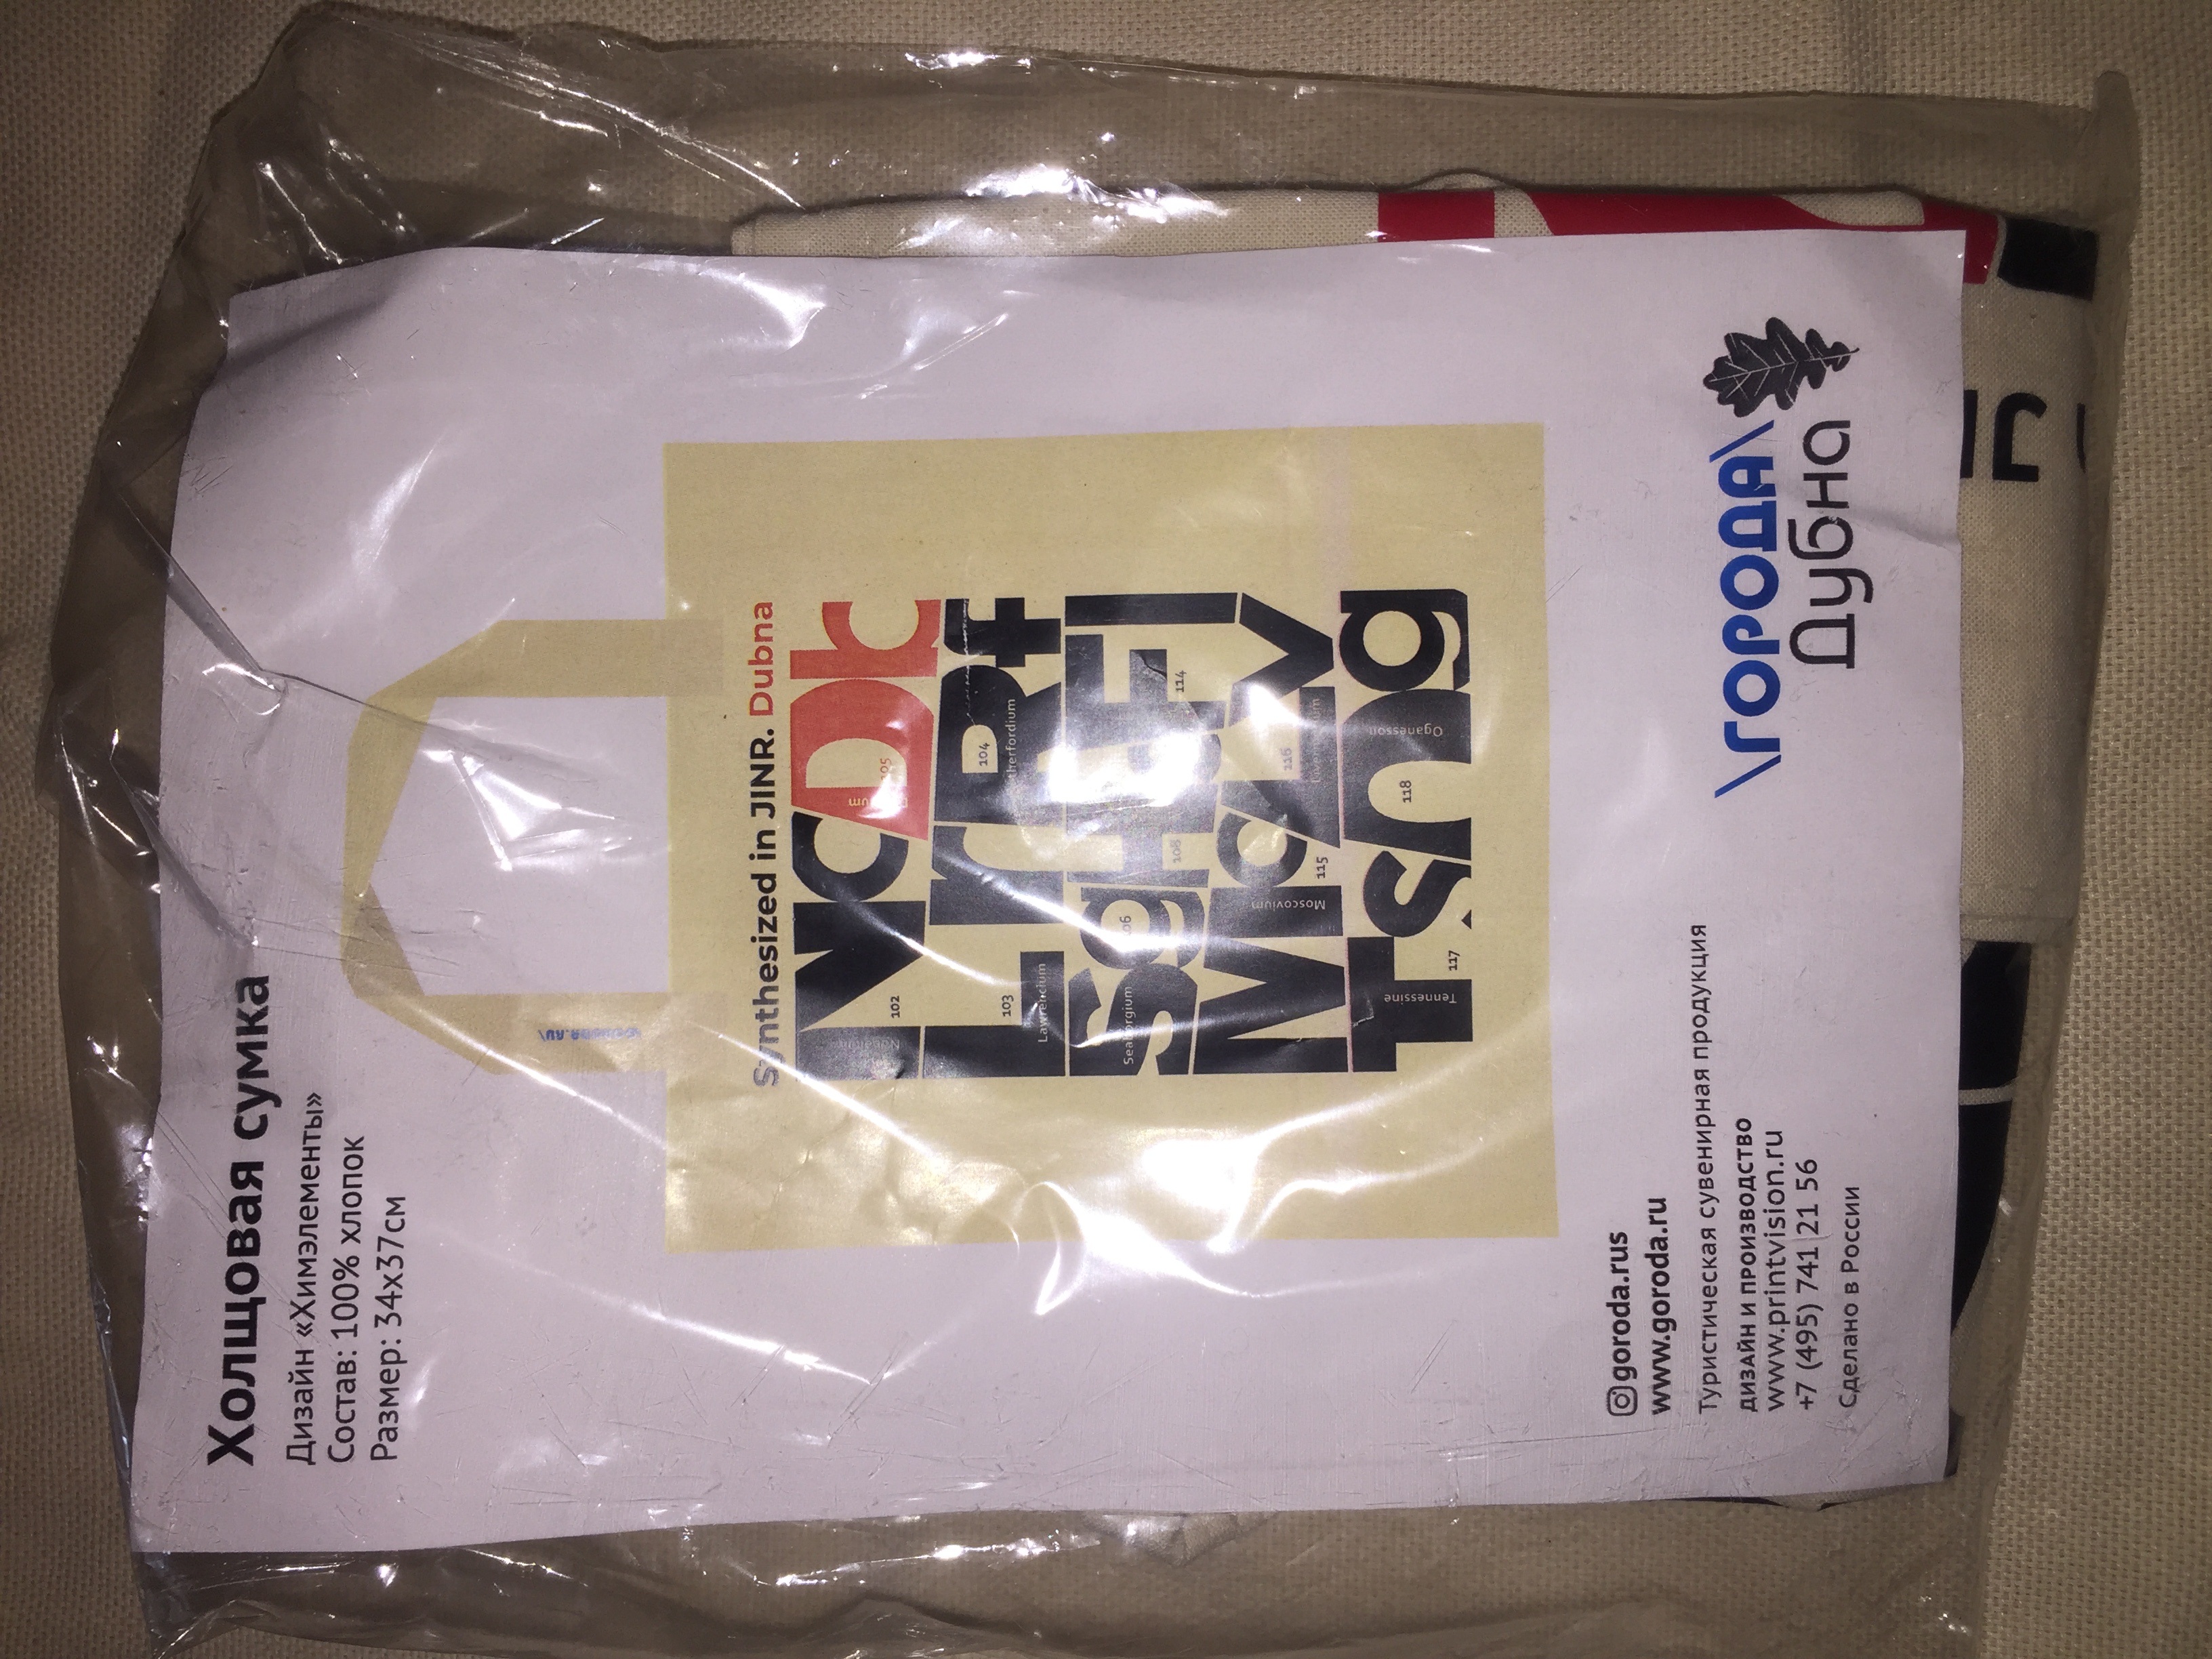 Холщовая сумка
Дизайн «Химэлементы»
Состав: 100% хлопок
Размер: 34x37см
Synthesized in JINR. Dubna
No Db
102
105
Lr Rf
103
Lawrencium
104
Sg Hs Fl
Seaborgium
106
108
114
Mc Lv
Moscovium
115
116
Ts Og
Tennessine
117
118
Oganesson
goroda.rus
www.goroda.ru
Туристическая сувенирная продукция
дизайн и производство
www.printvision.ru
+7 (495) 741 21 56
Сделано в России
\ГОРОДА\
Дубна